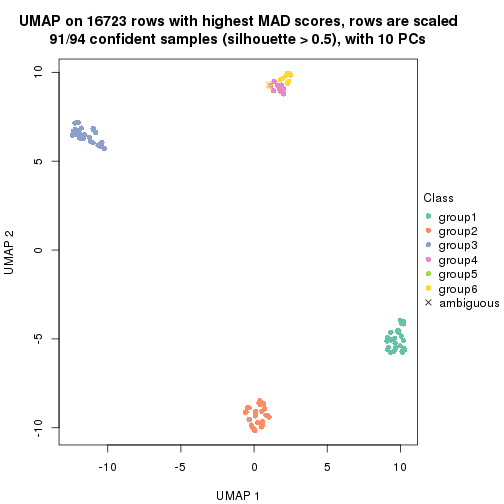 UMAP on 16723 rows with highest MAD scores, rows are scaled
91/94 confident samples (silhouette > 0.5), with 10 PCs
10
5
0
-5
-10
UMAP 2
-10
-5
0
5
10
UMAP 1
Class
group1
group2
group3
group4
group5
group6
ambiguous